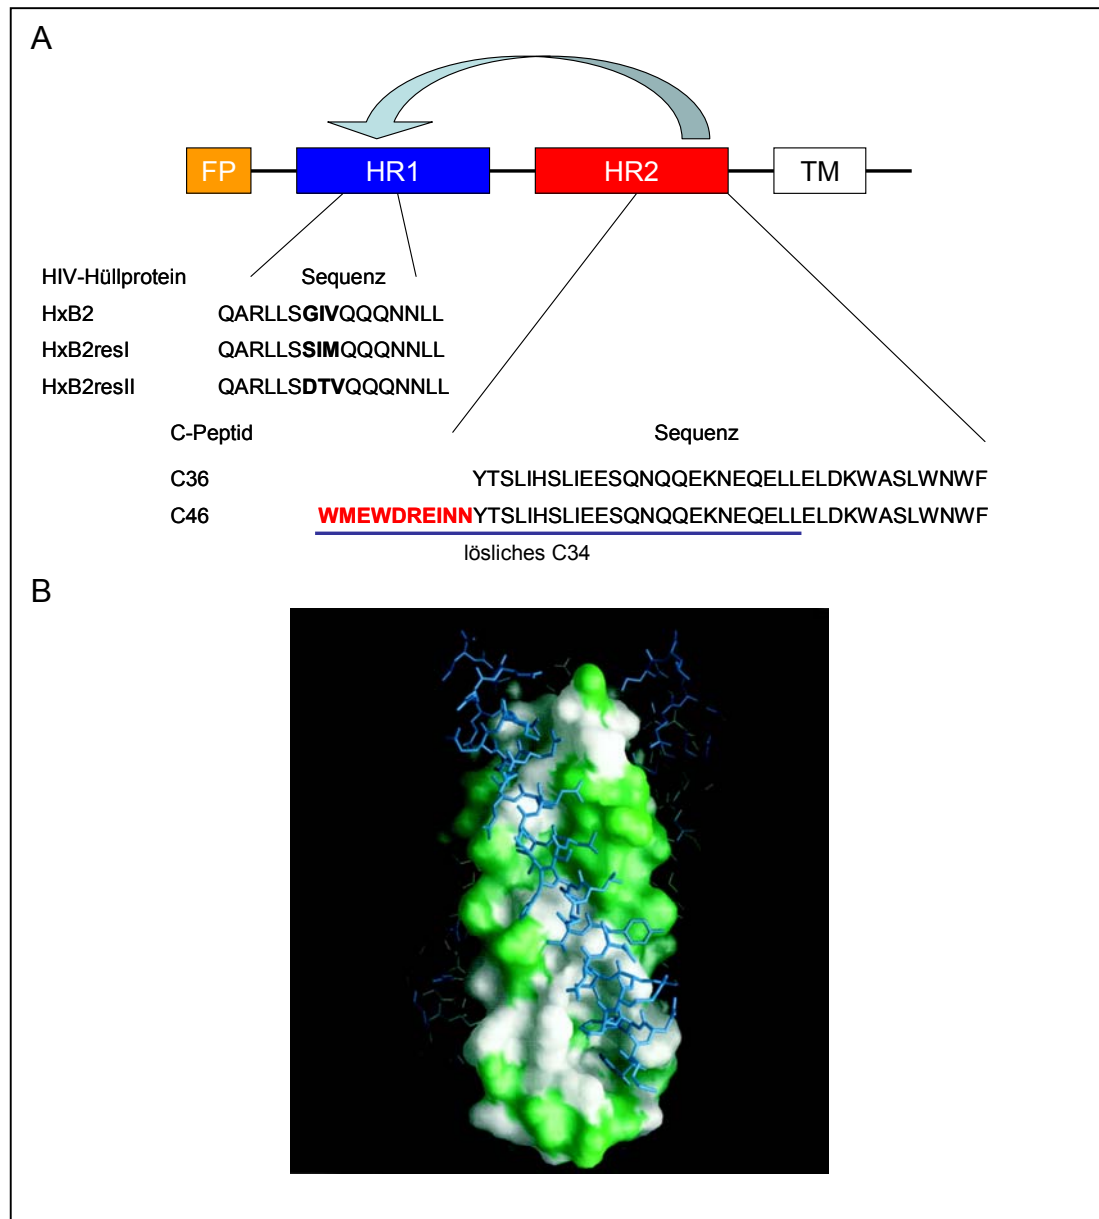 A
FP HR1 HR2 TM
HIV-Hüllprotein Sequenz
HxB2 QARLLSGIVQQQNNLL
HxB2resI QARLLSSIMQQQNNLL
HxB2resII QARLLSDTVQQQNNLL
C-Peptid Sequenz
C36 YTSLIHSLIEESQNQQEKNEQELLELDKWASLWNWF
C46 WMEWDREINNYTSLIHSLIEESQNQQEKNEQELLELDKWASLWNWF
lösliches C34
B